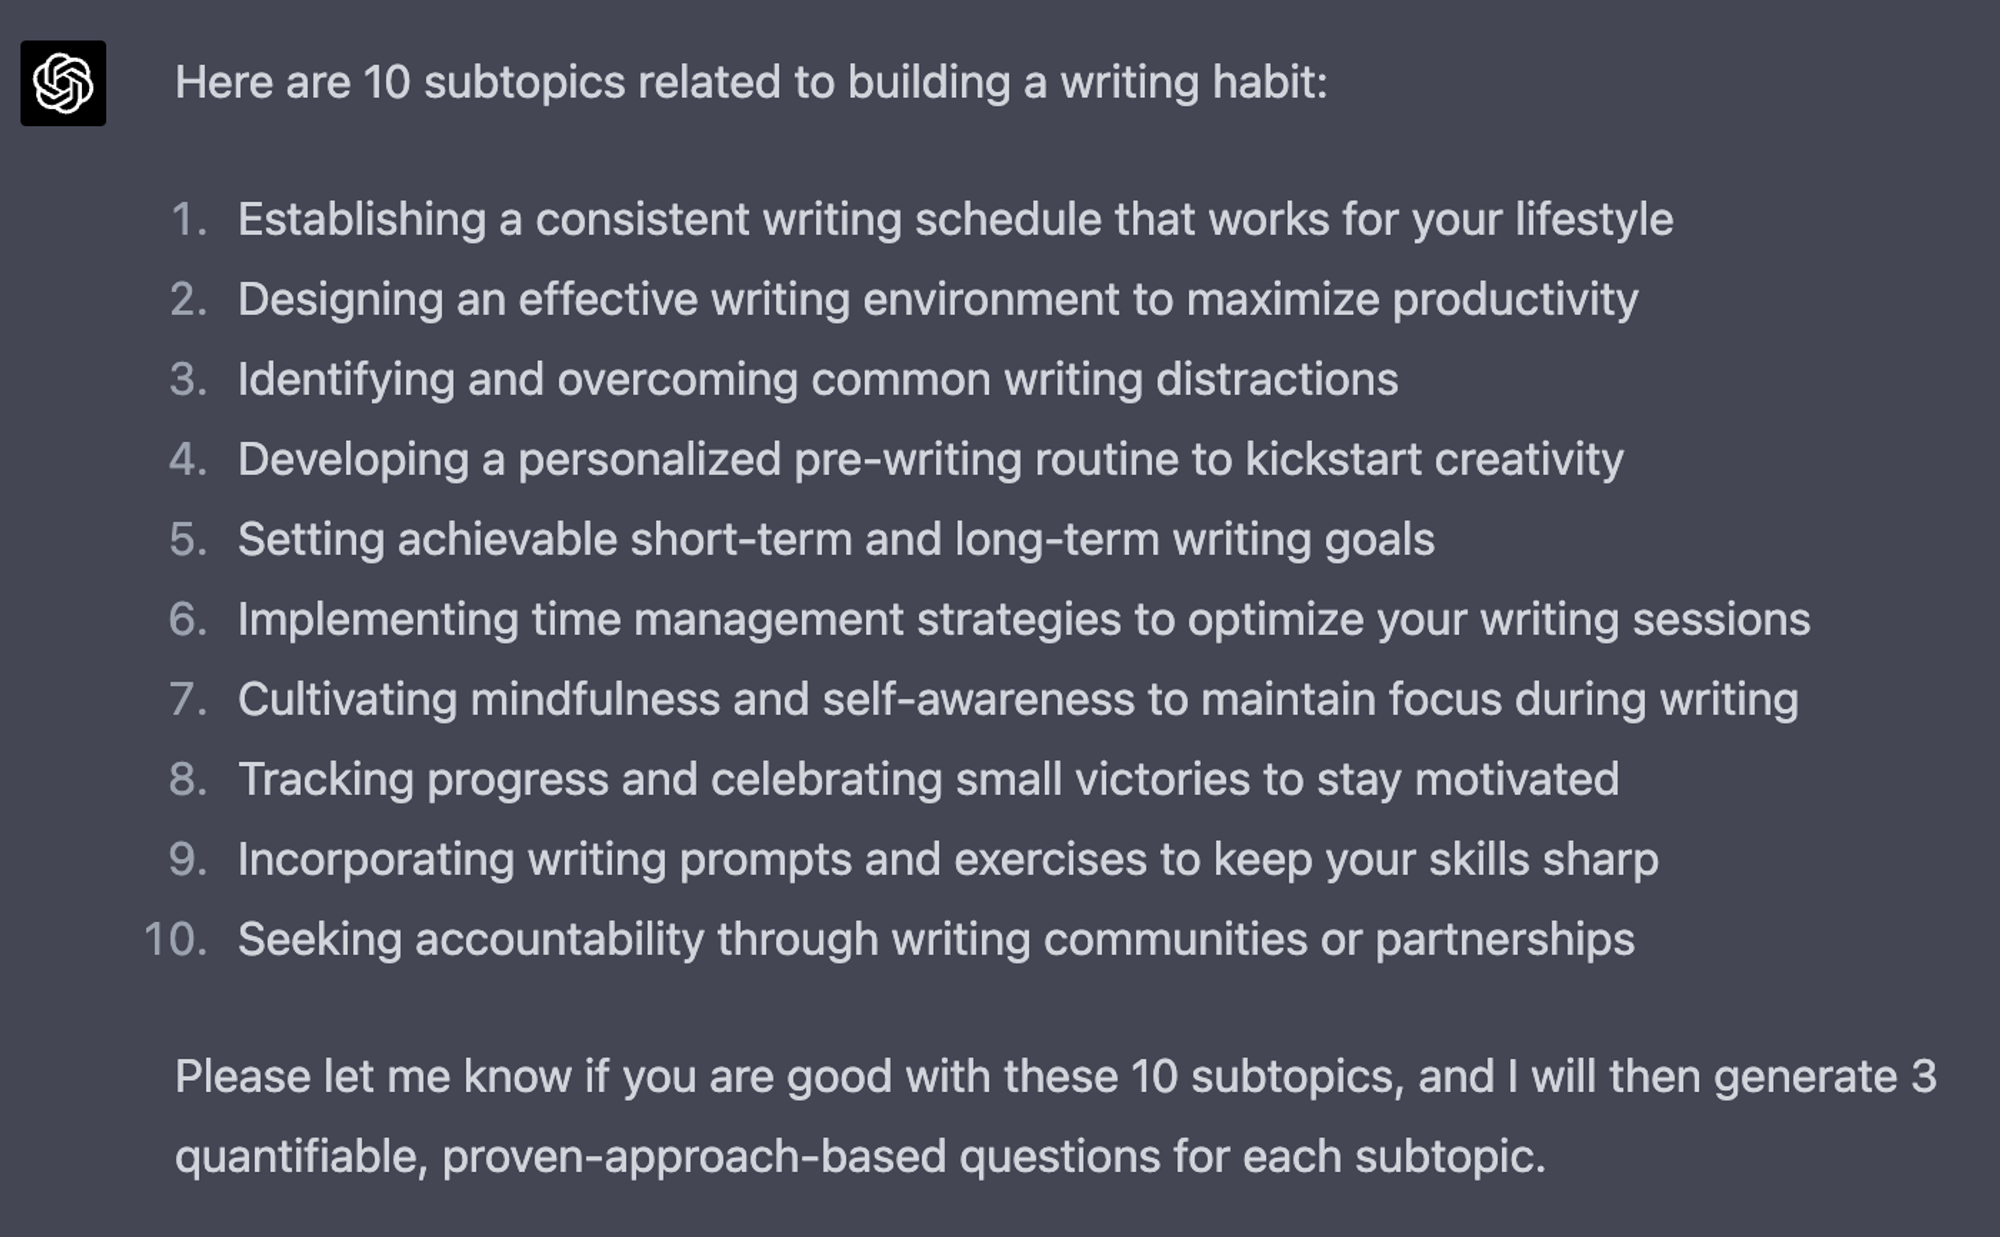 Here are 10 subtopics related to building a writing habit:
1. Establishing a consistent writing schedule that works for your lifestyle
2. Designing an effective writing environment to maximize productivity
3. Identifying and overcoming common writing distractions
4. Developing a personalized pre-writing routine to kickstart creativity
5. Setting achievable short-term and long-term writing goals
6. Implementing time management strategies to optimize your writing sessions
7. Cultivating mindfulness and self-awareness to maintain focus during writing
8. Tracking progress and celebrating small victories to stay motivated
9. Incorporating writing prompts and exercises to keep your skills sharp
10. Seeking accountability through writing communities or partnerships
Please let me know if you are good with these 10 subtopics, and I will then generate 3
quantifiable, proven-approach-based questions for each subtopic.